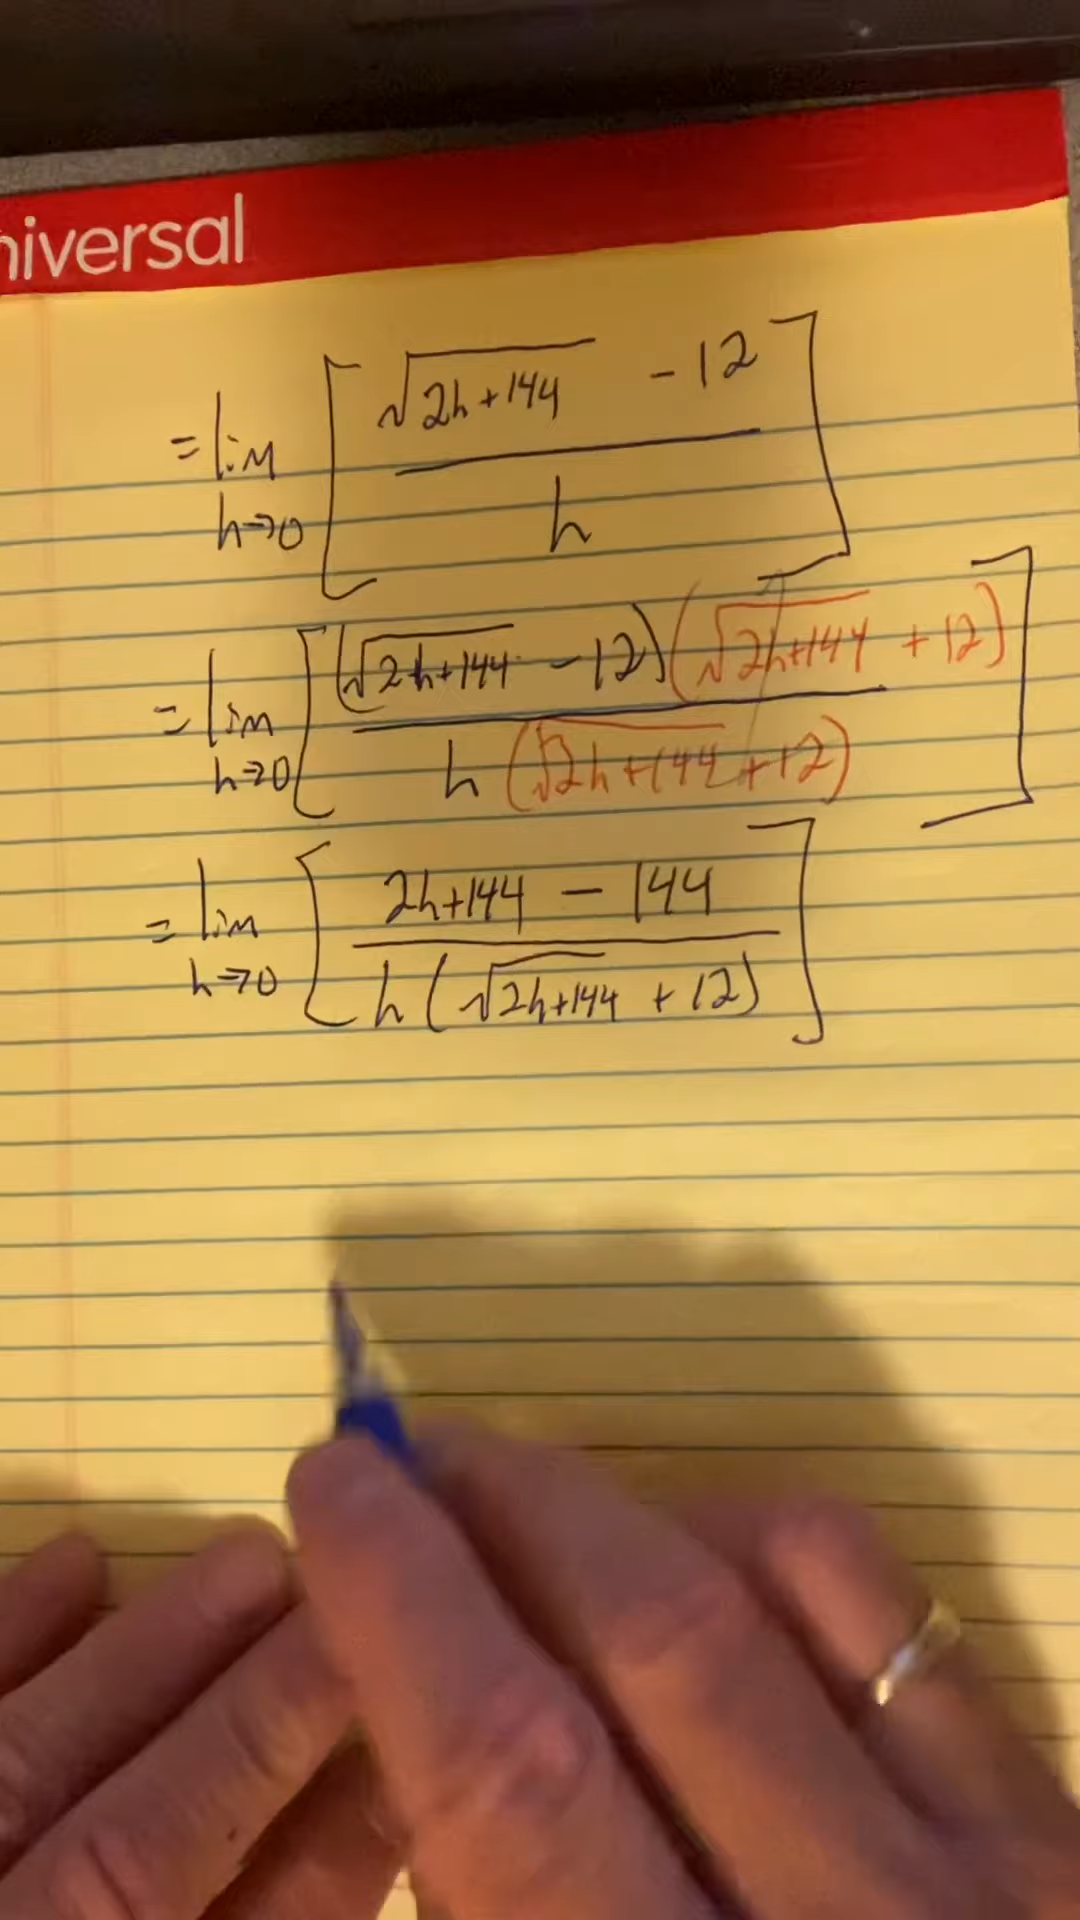 niversal
= lim h→0 [ (√(2h+144) - 12) / h ]
= lim h→0 [ (√(2h+144) - 12)(√(2h+144) + 12) / h(√(2h+144) + 12) ]
= lim h→0 [ (2h+144 - 144) / h(√(2h+144) + 12) ]